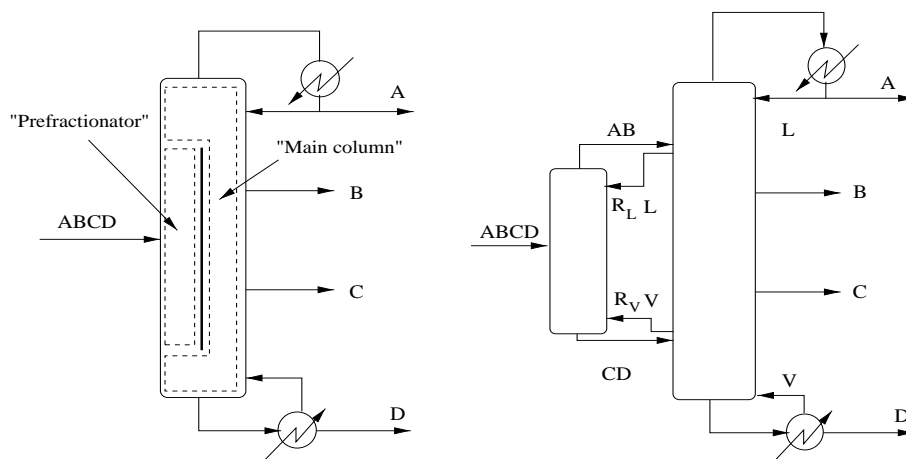 A
"Prefractionator"
"Main column"
B
ABCD
C
D
A
AB
L
R_L L
B
ABCD
R_V V
C
CD
V
D